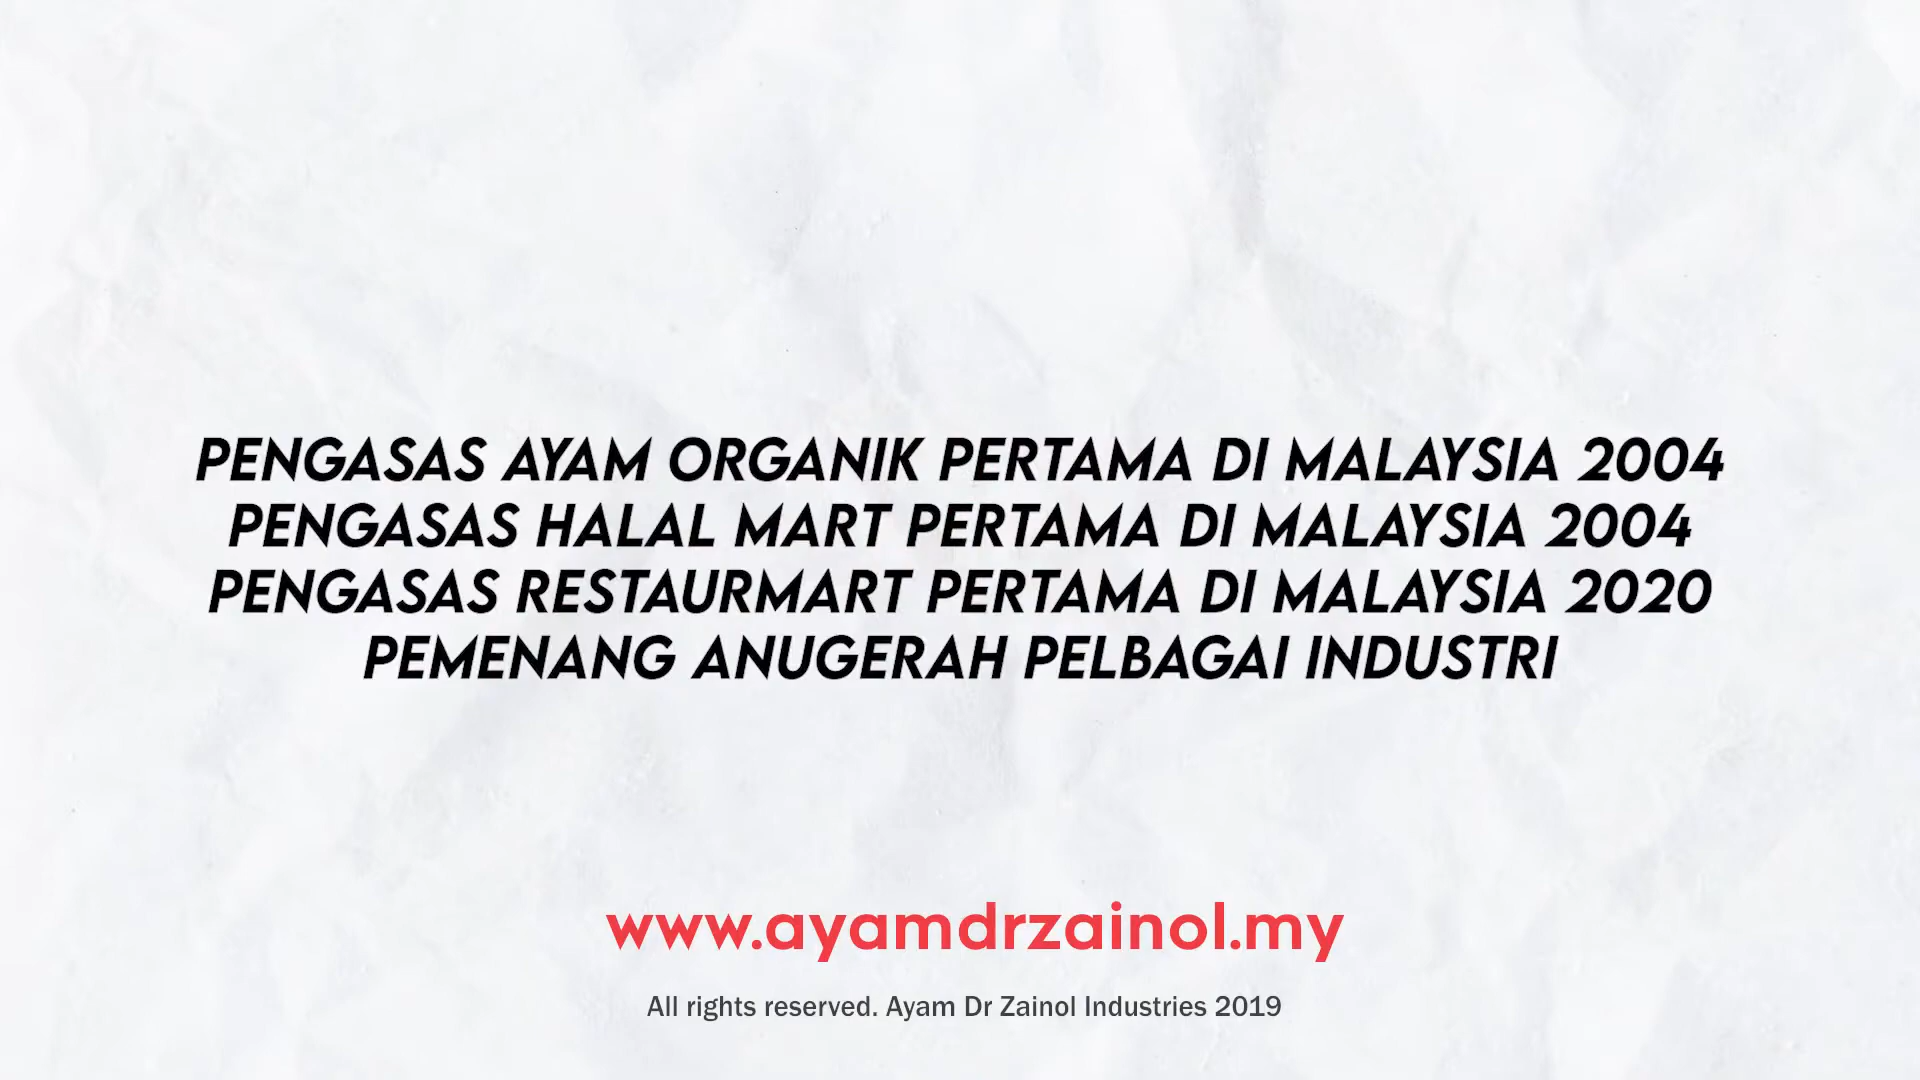 PENGASAS AYAM ORGANIK PERTAMA DI MALAYSIA 2004
PENGASAS HALAL MART PERTAMA DI MALAYSIA 2004
PENGASAS RESTAURMART PERTAMA DI MALAYSIA 2020
PEMENANG ANUGERAH PELBAGAI INDUSTRI
www.ayamdrzainol.my
All rights reserved. Ayam Dr Zainol Industries 2019